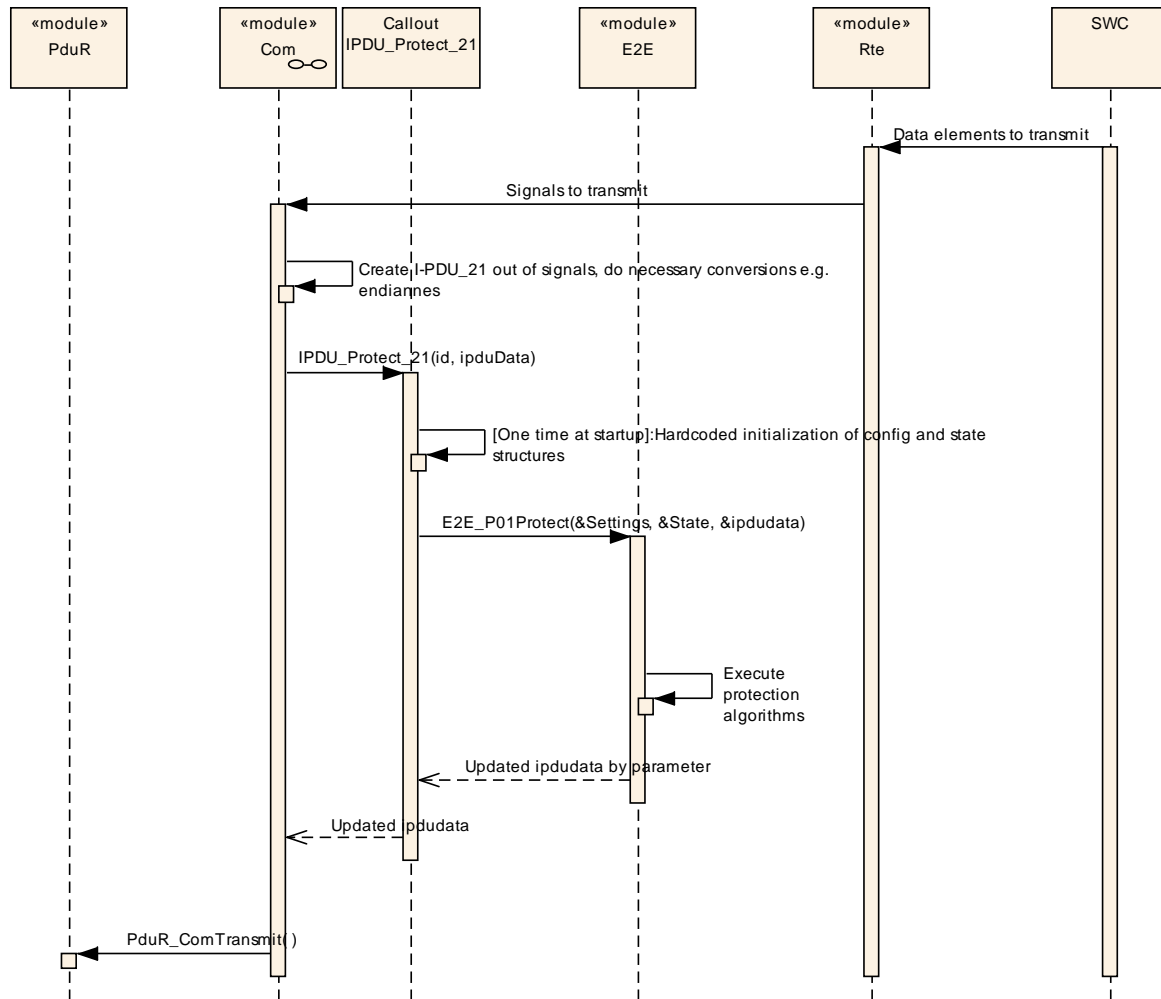 «module»
PduR
«module»
Com
Callout
IPDU_Protect_21
«module»
E2E
«module»
Rte
SWC
Data elements to transmit
Signals to transmit
Create I-PDU_21 out of signals, do necessary conversions e.g.
endiannes
IPDU_Protect_21(id, ipduData)
[One time at startup]:Hardcoded initialization of config and state
structures
E2E_P01Protect(&Settings, &State, &ipdudata)
Execute
protection
algorithms
Updated ipdudata by parameter
Updated ipdudata
PduR_ComTransmit( )